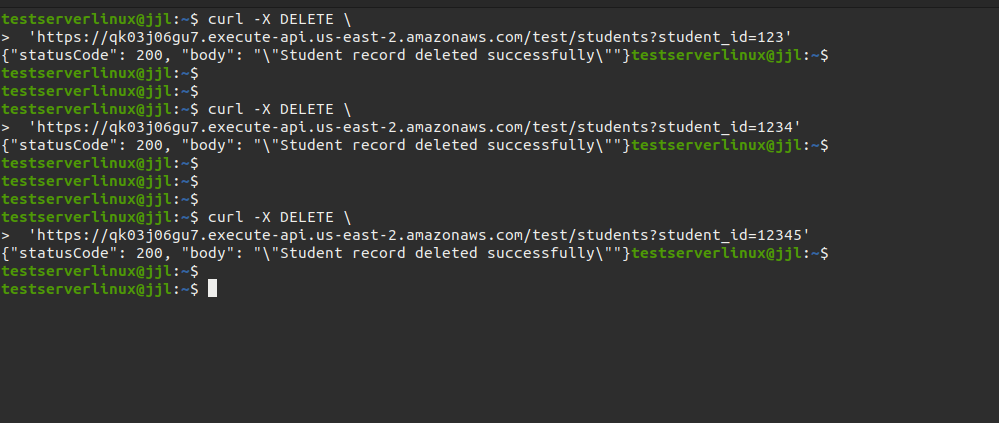 testserverlinux@jjl:~$ curl -X DELETE \
>  'https://qk03j06gu7.execute-api.us-east-2.amazonaws.com/test/students?student_id=123'
{"statusCode": 200, "body": "\"Student record deleted successfully\""}testserverlinux@jjl:~$
testserverlinux@jjl:~$
testserverlinux@jjl:~$
testserverlinux@jjl:~$ curl -X DELETE \
>  'https://qk03j06gu7.execute-api.us-east-2.amazonaws.com/test/students?student_id=1234'
{"statusCode": 200, "body": "\"Student record deleted successfully\""}testserverlinux@jjl:~$
testserverlinux@jjl:~$
testserverlinux@jjl:~$
testserverlinux@jjl:~$
testserverlinux@jjl:~$ curl -X DELETE \
>  'https://qk03j06gu7.execute-api.us-east-2.amazonaws.com/test/students?student_id=12345'
{"statusCode": 200, "body": "\"Student record deleted successfully\""}testserverlinux@jjl:~$
testserverlinux@jjl:~$
testserverlinux@jjl:~$